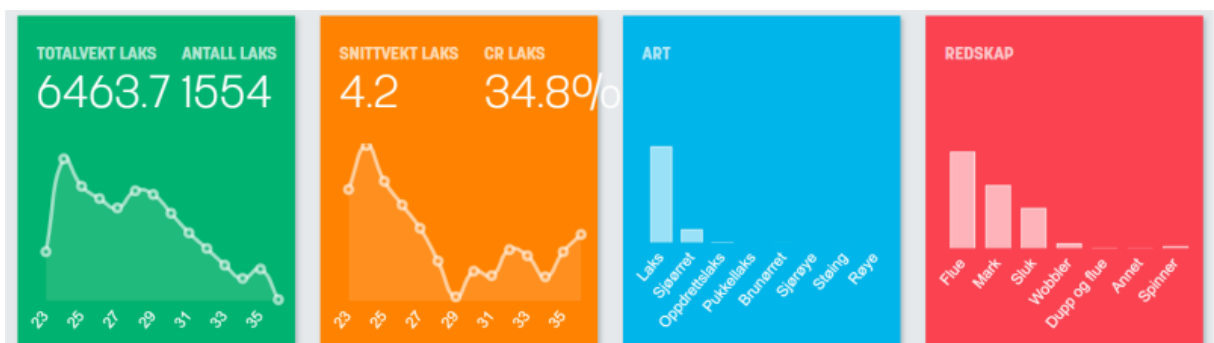 TOTALVEKT LAKS
6463.7
ANTALL LAKS
1554
23 25 27 29 31 33 35
SNITTVEKT LAKS
4.2
CR LAKS
34.8%
23 25 27 29 31 33 35
ART
Laks
Sjøørret
Oppdrettslaks
Pukkellaks
Brunørret
Sjørøye
Støing
Røye
REDSKAP
Flue
Mark
Sluk
Wobbler
Dupp og flue
Annet
Spinner